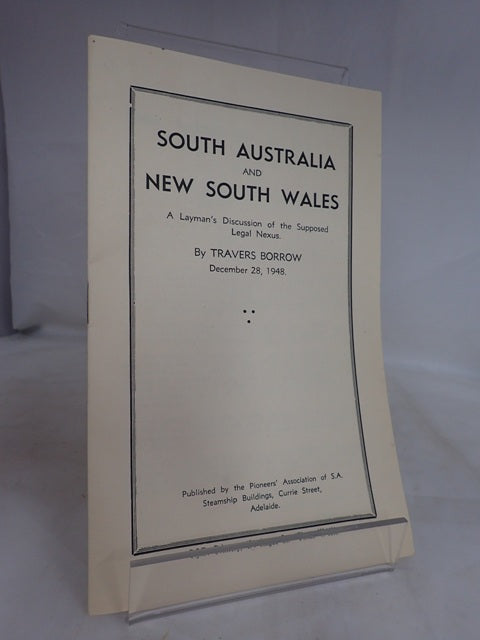 SOUTH AUSTRALIA
AND
NEW SOUTH WALES
A Layman's Discussion of the Supposed
Legal Nexus.
By TRAVERS BORROW
December 28, 1948.
Published by the Pioneers' Association of S.A.
Steamship Buildings, Currie Street,
Adelaide.